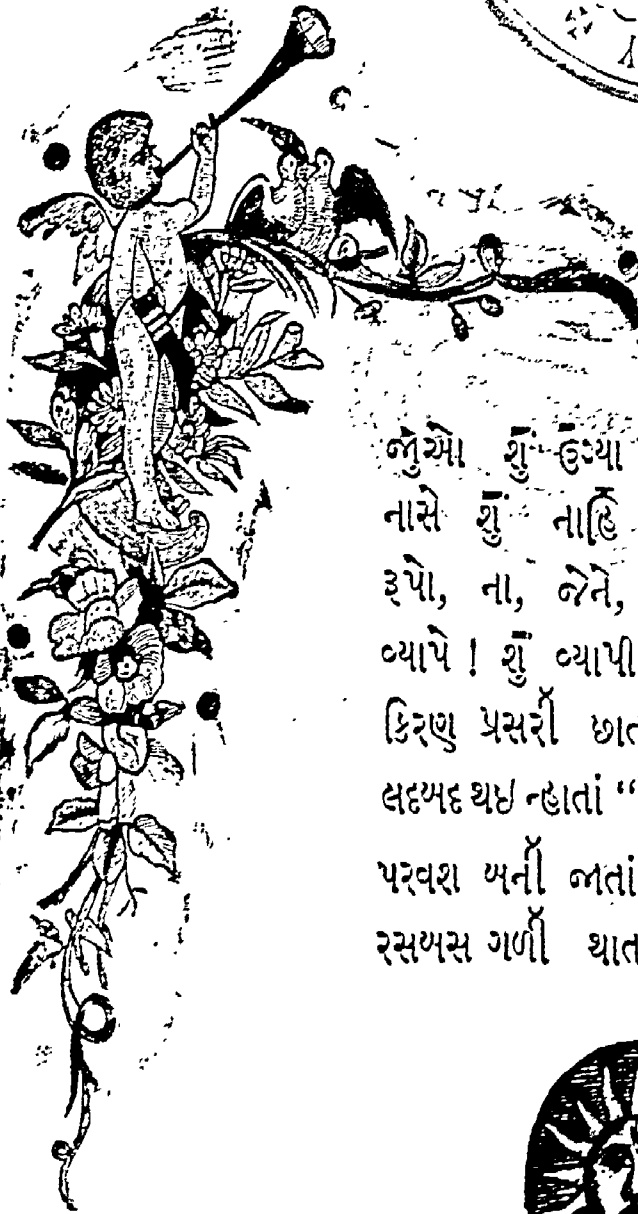 જુઓ શું ઉગ્યા
નાસે શું નાહિ
રૂપો, ના, જેને,
વ્યાપે ! શું વ્યાપી
કિરણ પ્રસરી છાત
લદબદ થઇ ન્હાતાં “
પરવશ બની જાતાં
રસબસ ગળી થાત